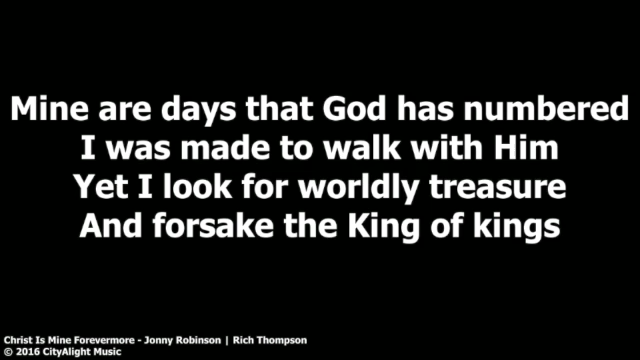 Mine are days that God has numbered
I was made to walk with Him
Yet I look for worldly treasure
And forsake the King of kings
Christ Is Mine Forevermore - Jonny Robinson | Rich Thompson
© 2016 CityAlight Music